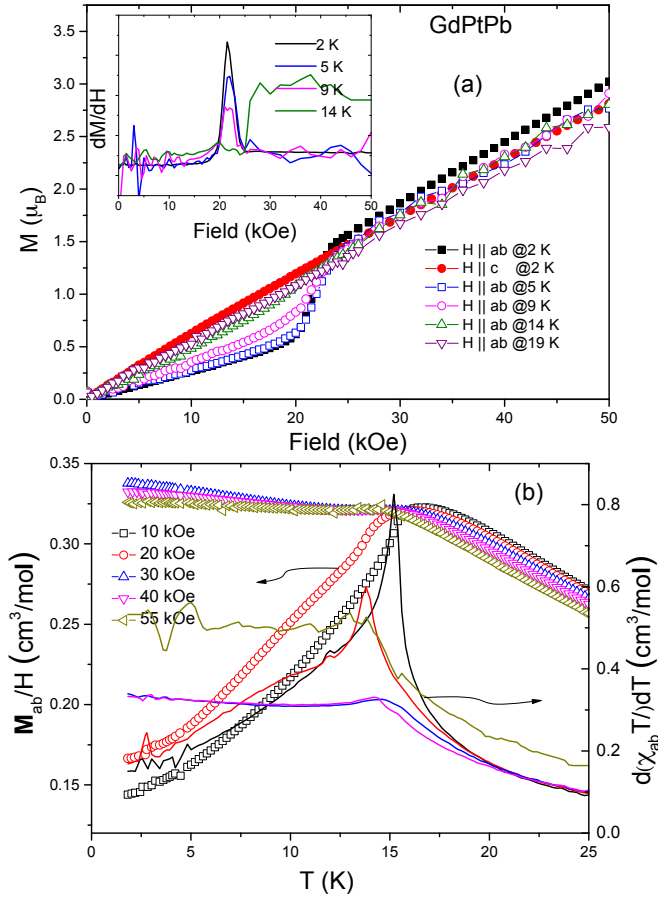 GdPtPb
(a)
2 K
5 K
9 K
14 K
dM/dH
0 10 20 30 40 50
Field (kOe)
3.5
3.0
2.5
2.0
1.5
1.0
0.5
0.0
M (μB)
H || ab @2 K
H || c @2 K
H || ab @5 K
H || ab @9 K
H || ab @14 K
H || ab @19 K
0 10 20 30 40 50
Field (kOe)
(b)
0.35
0.30
0.25
0.20
0.15
Mab/H (cm³/mol)
10 kOe
20 kOe
30 kOe
40 kOe
55 kOe
0.8
0.6
0.4
0.2
0.0
d(χabT/)dT (cm³/mol)
0 5 10 15 20 25
T (K)